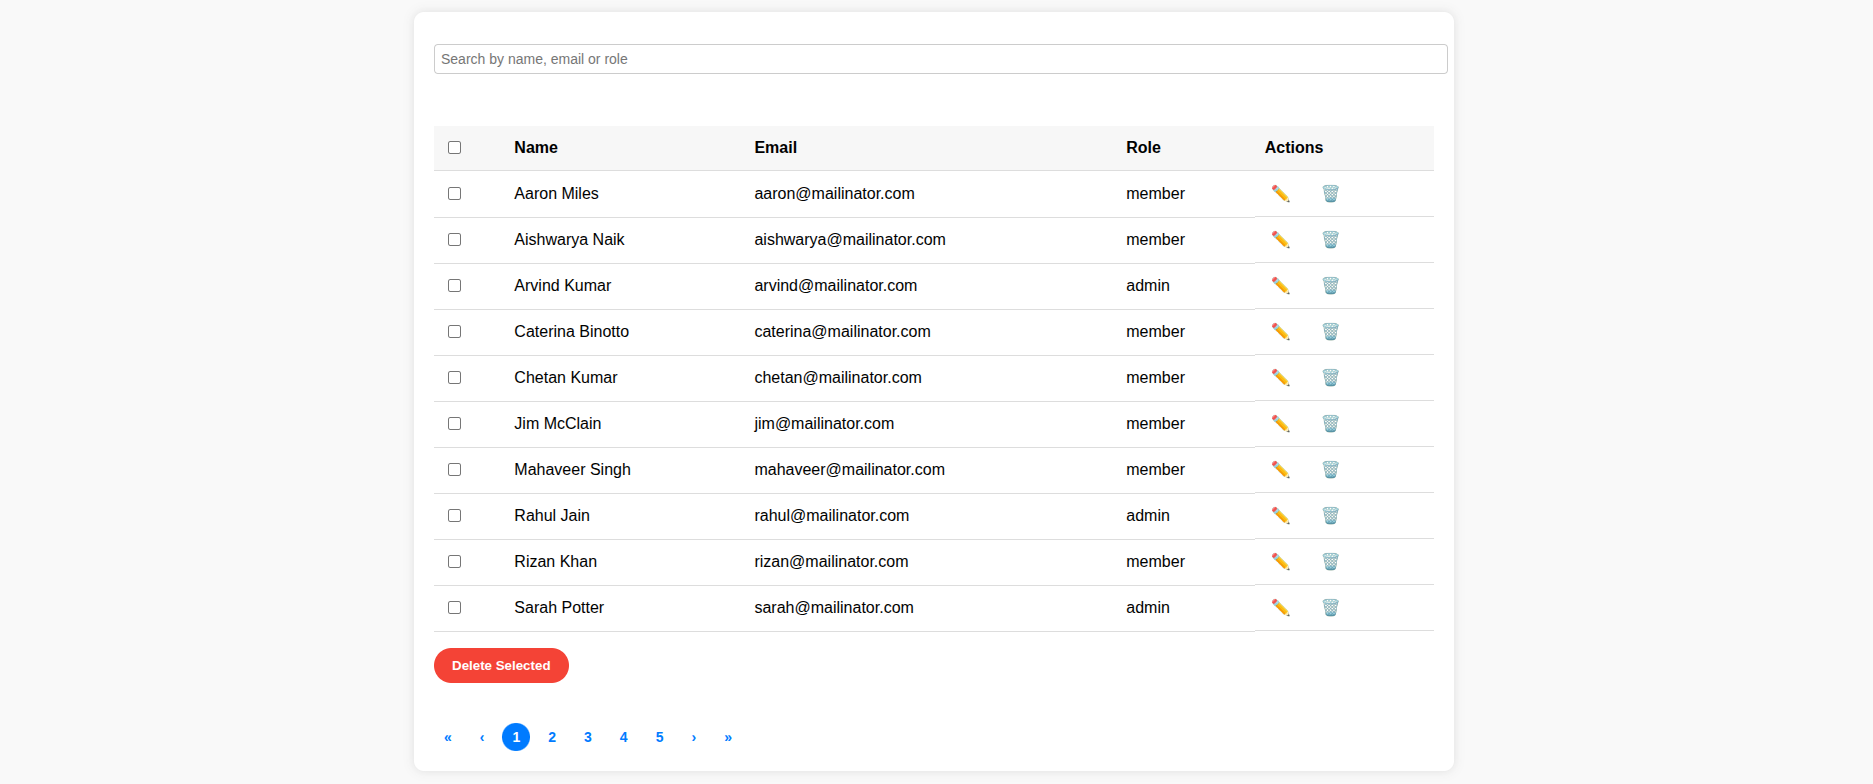 Search by name, email or role
Name Email Role Actions
Aaron Miles aaron@mailinator.com member
Aishwarya Naik aishwarya@mailinator.com member
Arvind Kumar arvind@mailinator.com admin
Caterina Binotto caterina@mailinator.com member
Chetan Kumar chetan@mailinator.com member
Jim McClain jim@mailinator.com member
Mahaveer Singh mahaveer@mailinator.com member
Rahul Jain rahul@mailinator.com admin
Rizan Khan rizan@mailinator.com member
Sarah Potter sarah@mailinator.com admin
Delete Selected
« ‹ 1 2 3 4 5 › »